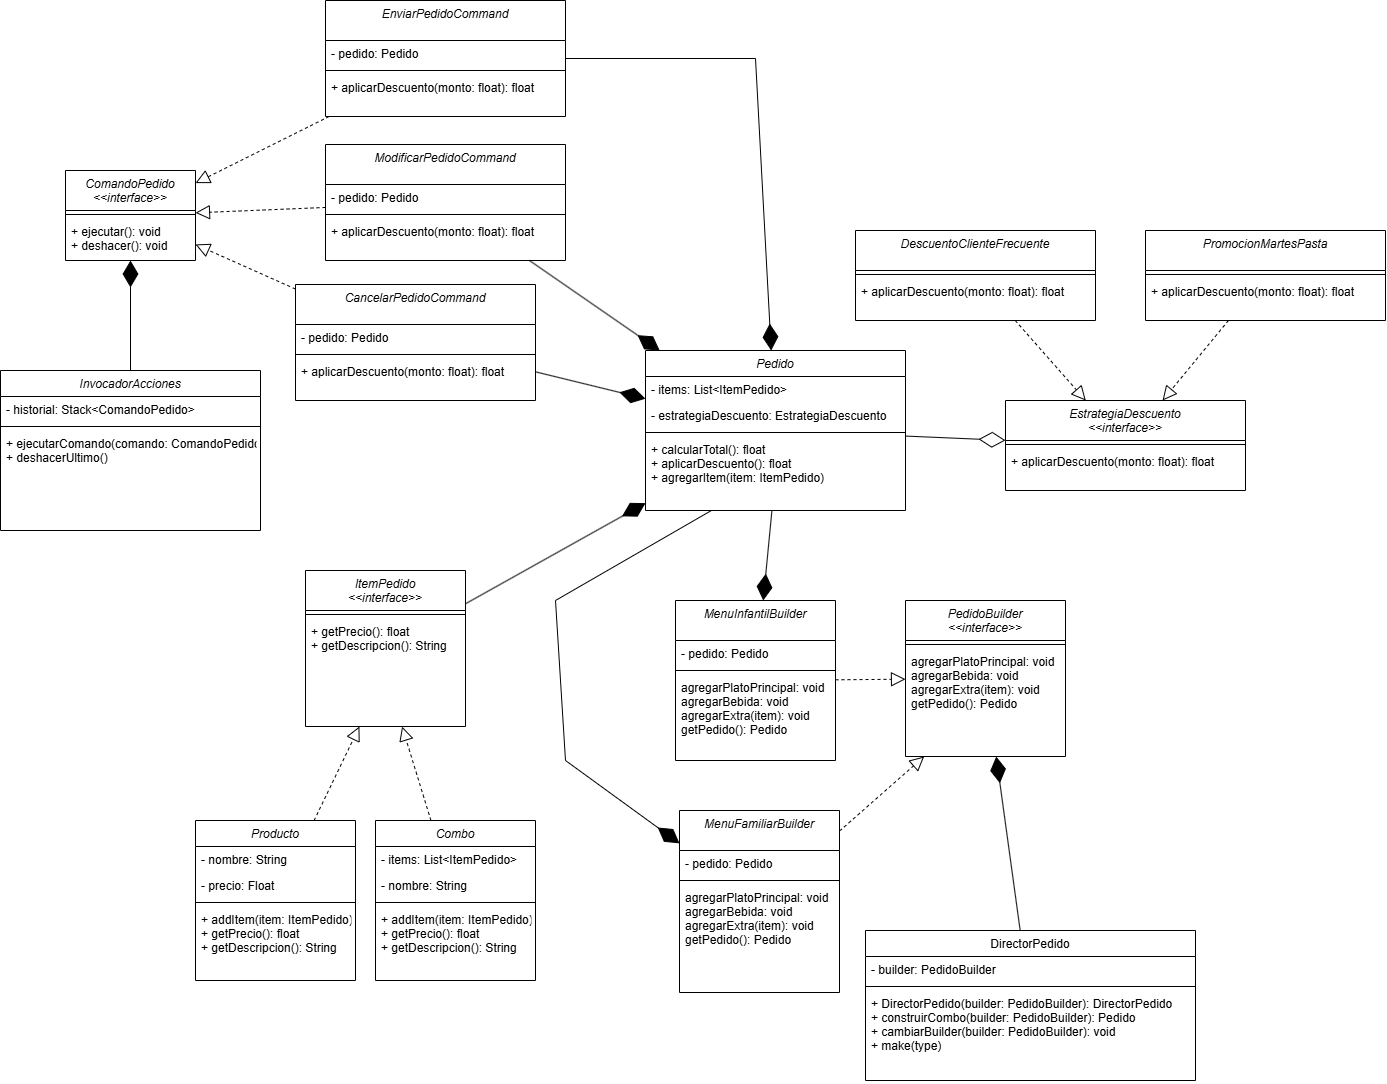 EnviarPedidoCommand
- pedido: Pedido
+ aplicarDescuento(monto: float): float
ModificarPedidoCommand
- pedido: Pedido
+ aplicarDescuento(monto: float): float
ComandoPedido
<<interface>>
+ ejecutar(): void
+ deshacer(): void
CancelarPedidoCommand
- pedido: Pedido
+ aplicarDescuento(monto: float): float
DescuentoClienteFrecuente
+ aplicarDescuento(monto: float): float
PromocionMartesPasta
+ aplicarDescuento(monto: float): float
InvocadorAcciones
- historial: Stack<ComandoPedido>
+ ejecutarComando(comando: ComandoPedido
+ deshacerUltimo()
Pedido
- items: List<ItemPedido>
- estrategiaDescuento: EstrategiaDescuento
+ calcularTotal(): float
+ aplicarDescuento(): float
+ agregarItem(item: ItemPedido)
EstrategiaDescuento
<<interface>>
+ aplicarDescuento(monto: float): float
ItemPedido
<<interface>>
+ getPrecio(): float
+ getDescripcion(): String
MenuInfantilBuilder
- pedido: Pedido
agregarPlatoPrincipal: void
agregarBebida: void
agregarExtra(item): void
getPedido(): Pedido
PedidoBuilder
<<interface>>
agregarPlatoPrincipal: void
agregarBebida: void
agregarExtra(item): void
getPedido(): Pedido
Producto
- nombre: String
- precio: Float
+ addItem(item: ItemPedido)
+ getPrecio(): float
+ getDescripcion(): String
Combo
- items: List<ItemPedido>
- nombre: String
+ addItem(item: ItemPedido)
+ getPrecio(): float
+ getDescripcion(): String
MenuFamiliarBuilder
- pedido: Pedido
agregarPlatoPrincipal: void
agregarBebida: void
agregarExtra(item): void
getPedido(): Pedido
DirectorPedido
- builder: PedidoBuilder
+ DirectorPedido(builder: PedidoBuilder): DirectorPedido
+ construirCombo(builder: PedidoBuilder): Pedido
+ cambiarBuilder(builder: PedidoBuilder): void
+ make(type)